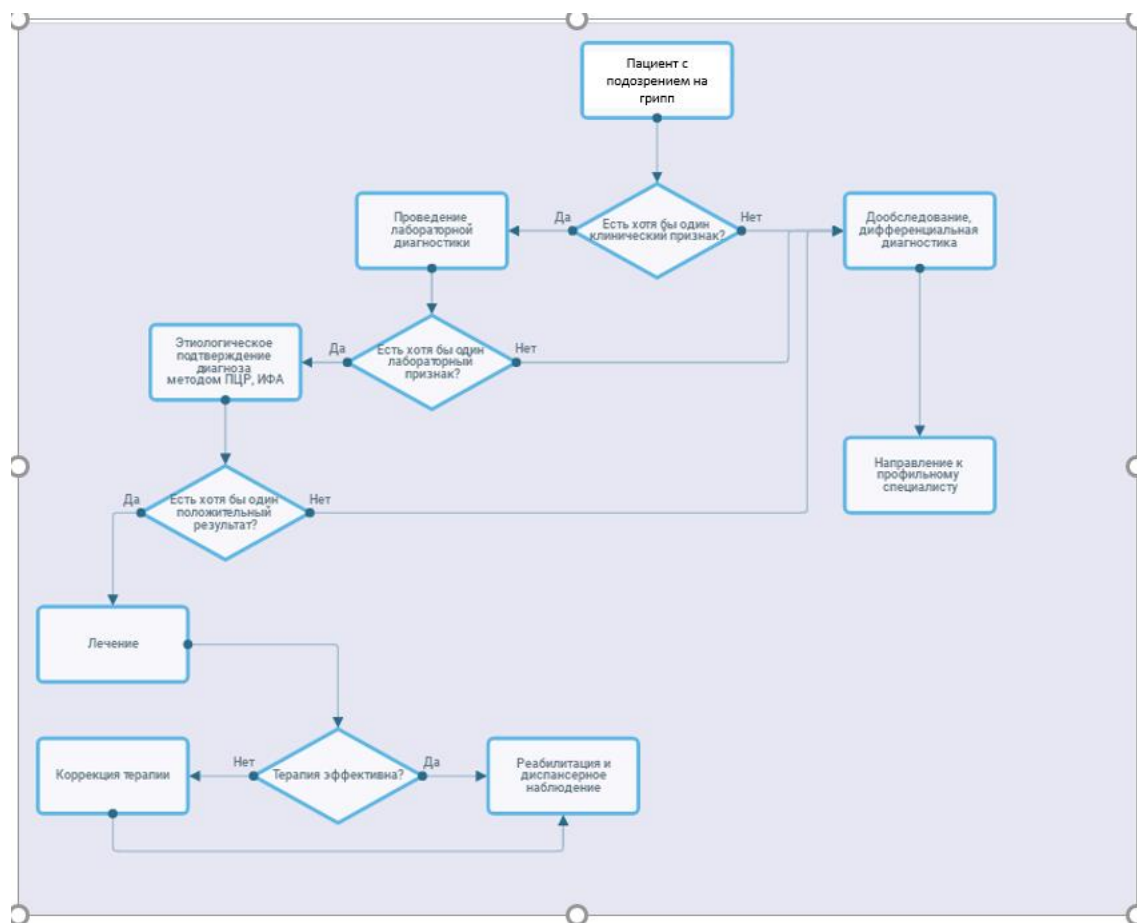 Пациент с
подозрением на
грипп
Есть хотя бы один
клинический признак?
Да
Нет
Проведение
лабораторной
диагностики
Дообследование,
дифференциальная
диагностика
Есть хотя бы один
лабораторный
признак?
Да
Нет
Этиологическое
подтверждение
диагноза
методом ПЦР, ИФА
Направление к
профильному
специалисту
Есть хотя бы один
положительный
результат?
Да
Нет
Лечение
Терапия эффективна?
Нет
Да
Коррекция терапии
Реабилитация и
диспансерное
наблюдение